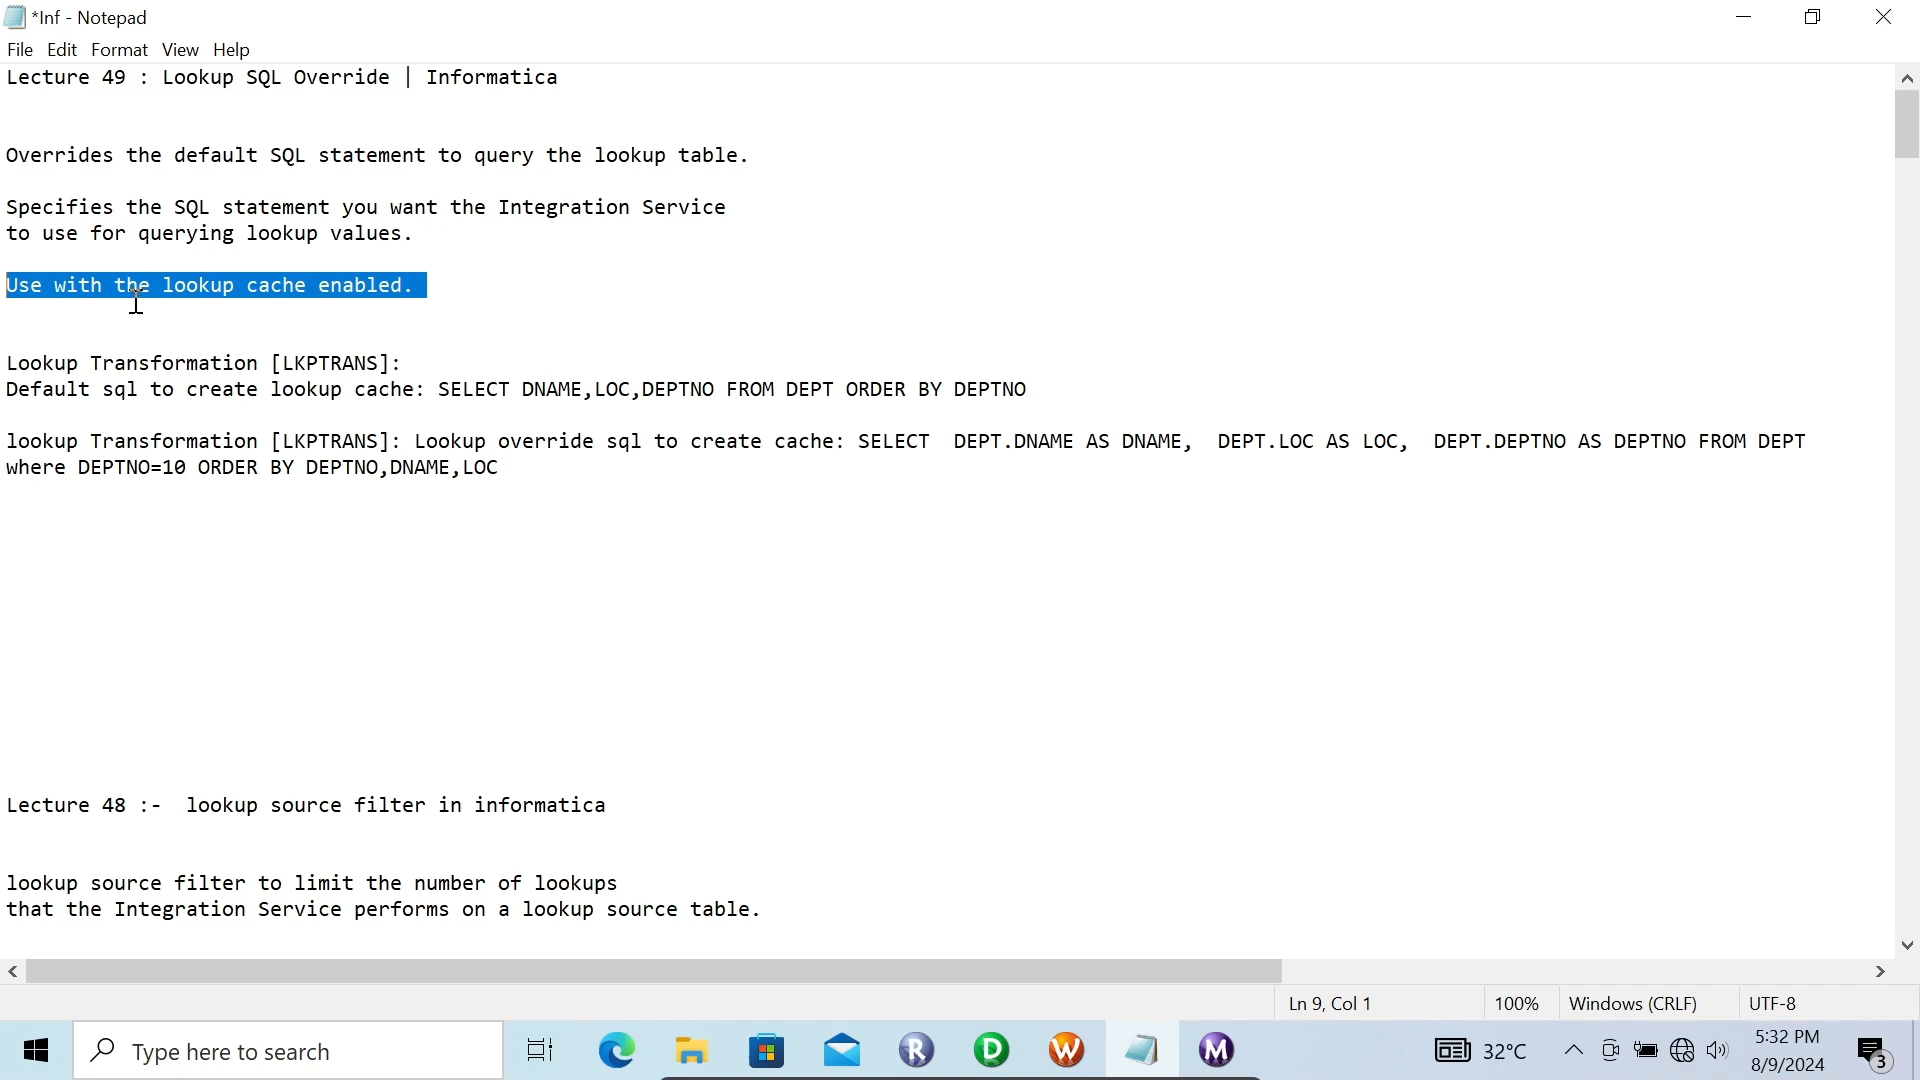 *Inf - Notepad
File Edit Format View Help
Lecture 49 : Lookup SQL Override | Informatica
Overrides the default SQL statement to query the lookup table.
Specifies the SQL statement you want the Integration Service
to use for querying lookup values.
Use with the lookup cache enabled.
Lookup Transformation [LKPTRANS]:
Default sql to create lookup cache: SELECT DNAME,LOC,DEPTNO FROM DEPT ORDER BY DEPTNO
lookup Transformation [LKPTRANS]: Lookup override sql to create cache: SELECT  DEPT.DNAME AS DNAME,  DEPT.LOC AS LOC,  DEPT.DEPTNO AS DEPTNO FROM DEPT
where DEPTNO=10 ORDER BY DEPTNO,DNAME,LOC
Lecture 48 :-  lookup source filter in informatica
lookup source filter to limit the number of lookups
that the Integration Service performs on a lookup source table.
Ln 9, Col 1 100% Windows (CRLF) UTF-8
Type here to search
R D W M
32°C
5:32 PM
8/9/2024
3